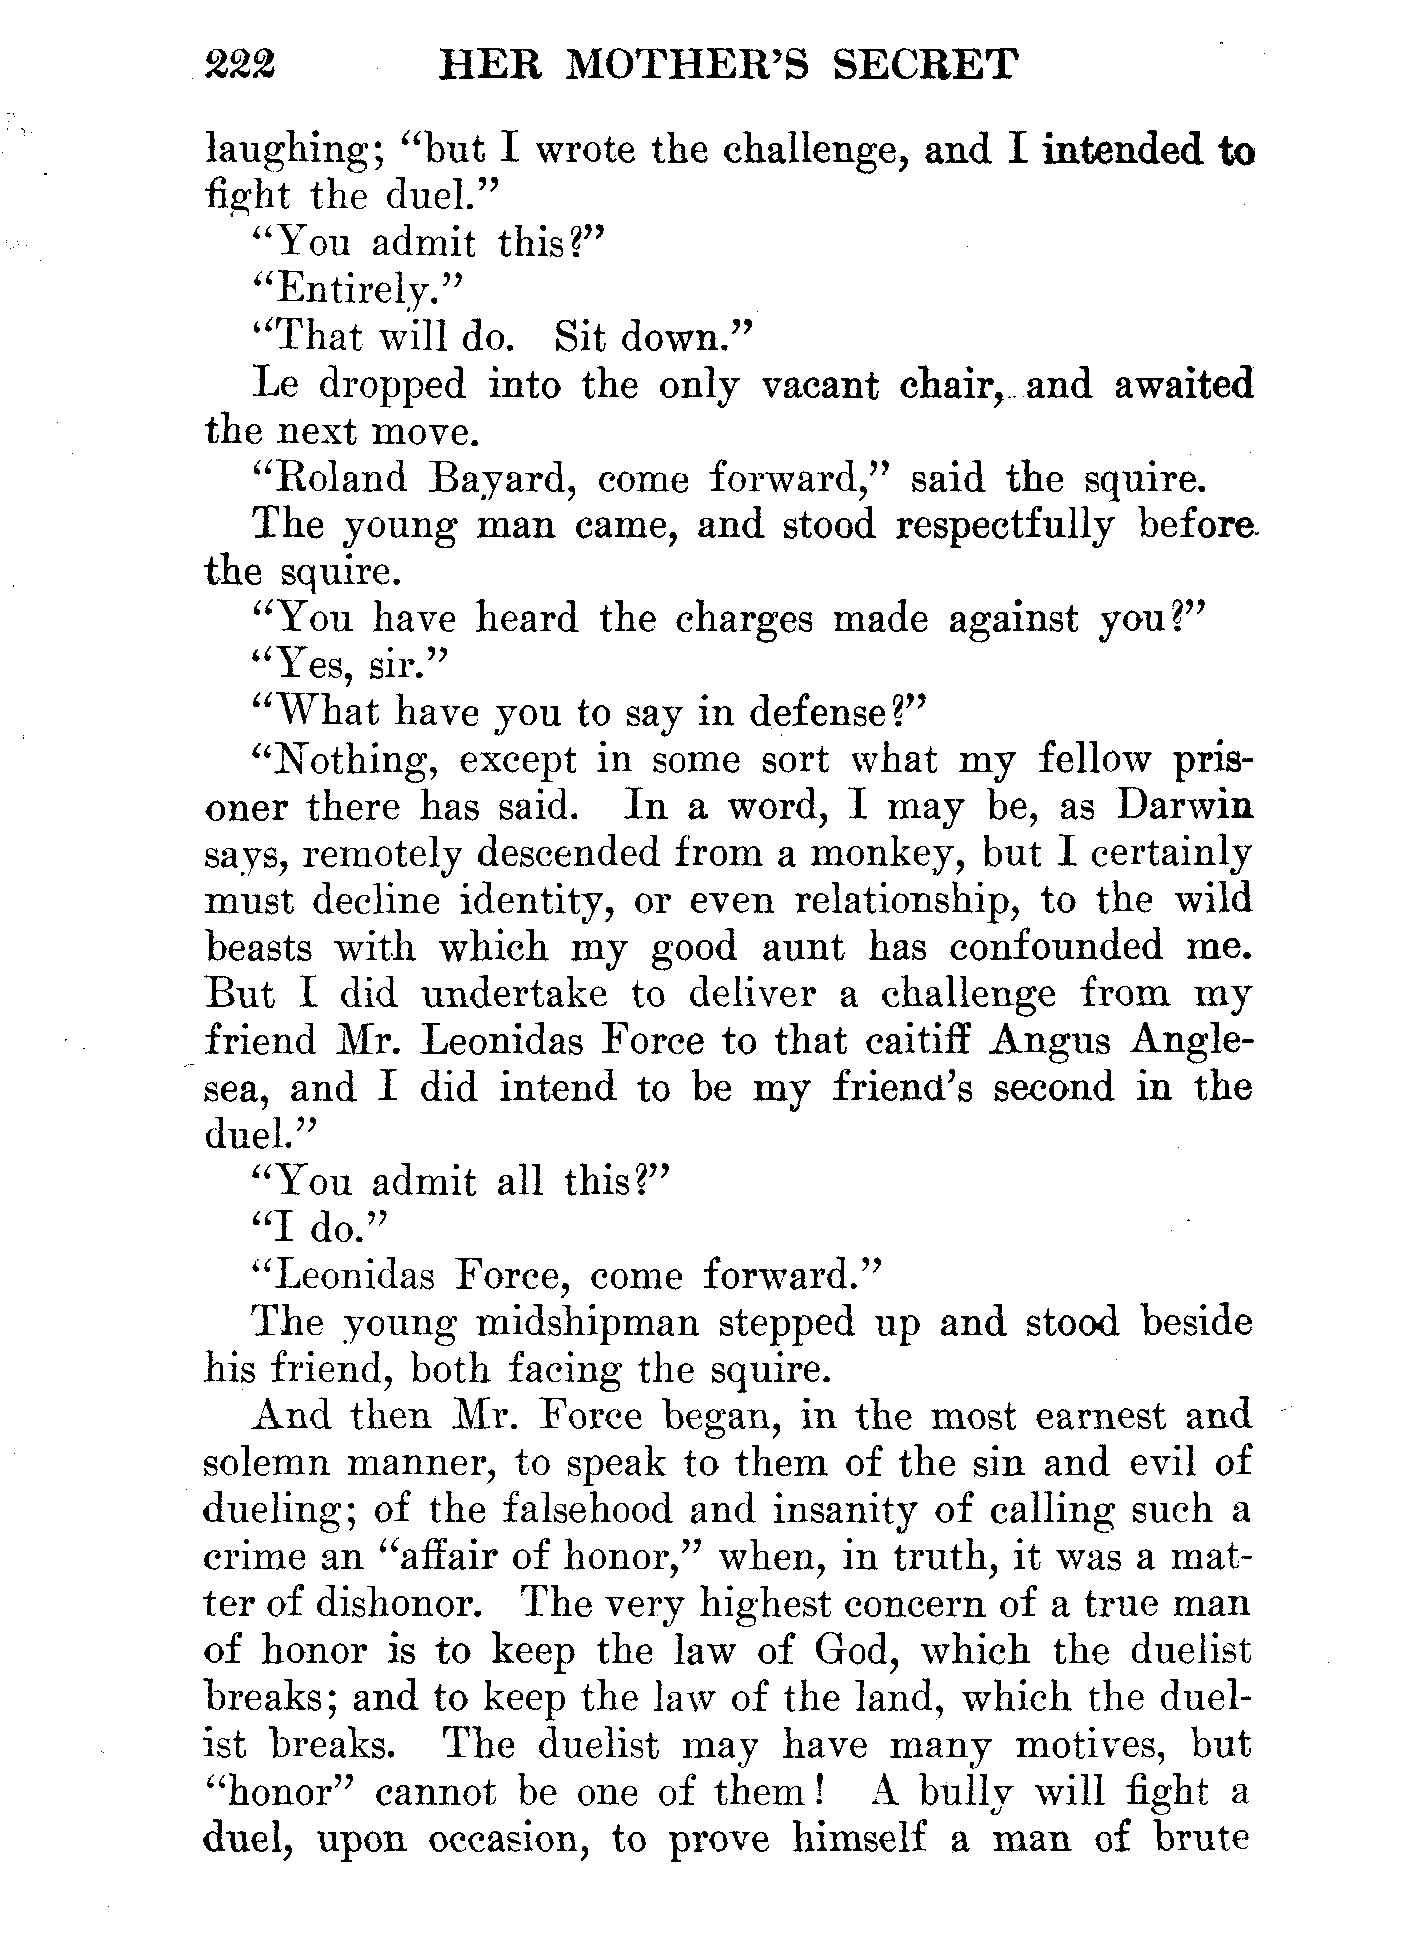 222 HER MOTHER'S SECRET
laughing; "but I wrote the challenge, and I intended to
fight the duel."
"You admit this?"
"Entirely."
"That will do. Sit down."
Le dropped into the only vacant chair, and awaited
the next move.
"Roland Bayard, come forward," said the squire.
The young man came, and stood respectfully before
the squire.
"You have heard the charges made against you?"
"Yes, sir."
"What have you to say in defense?"
"Nothing, except in some sort what my fellow pris-
oner there has said. In a word, I may be, as Darwin
says, remotely descended from a monkey, but I certainly
must decline identity, or even relationship, to the wild
beasts with which my good aunt has confounded me.
But I did undertake to deliver a challenge from my
friend Mr. Leonidas Force to that caitiff Angus Angle-
sea, and I did intend to be my friend's second in the
duel."
"You admit all this?"
"I do."
"Leonidas Force, come forward."
The young midshipman stepped up and stood beside
his friend, both facing the squire.
And then Mr. Force began, in the most earnest and
solemn manner, to speak to them of the sin and evil of
dueling; of the falsehood and insanity of calling such a
crime an "affair of honor," when, in truth, it was a mat-
ter of dishonor. The very highest concern of a true man
of honor is to keep the law of God, which the duelist
breaks; and to keep the law of the land, which the duel-
ist breaks. The duelist may have many motives, but
"honor" cannot be one of them! A bully will fight a
duel, upon occasion, to prove himself a man of brute